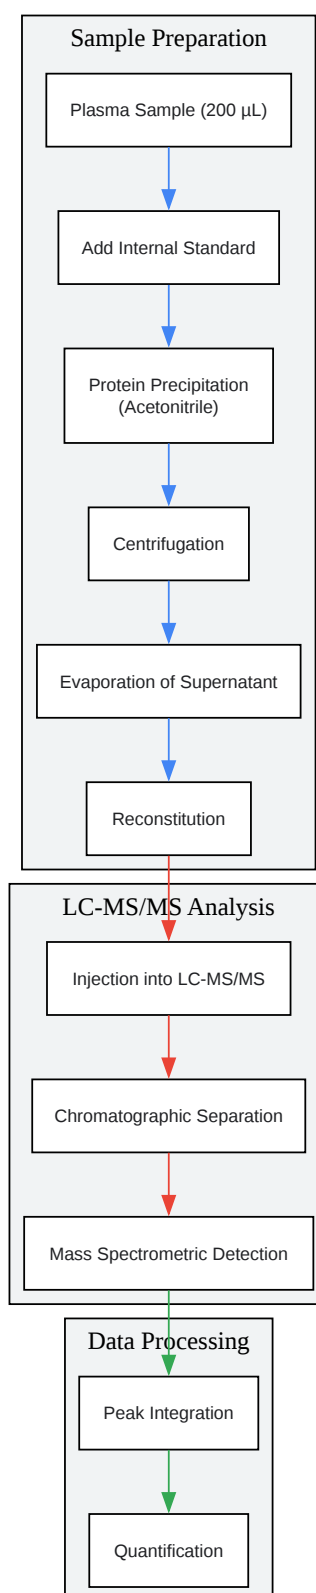 Sample Preparation
Plasma Sample (200 µL)
Add Internal Standard
Protein Precipitation
(Acetonitrile)
Centrifugation
Evaporation of Supernatant
Reconstitution
LC-MS/MS Analysis
Injection into LC-MS/MS
Chromatographic Separation
Mass Spectrometric Detection
Data Processing
Peak Integration
Quantification